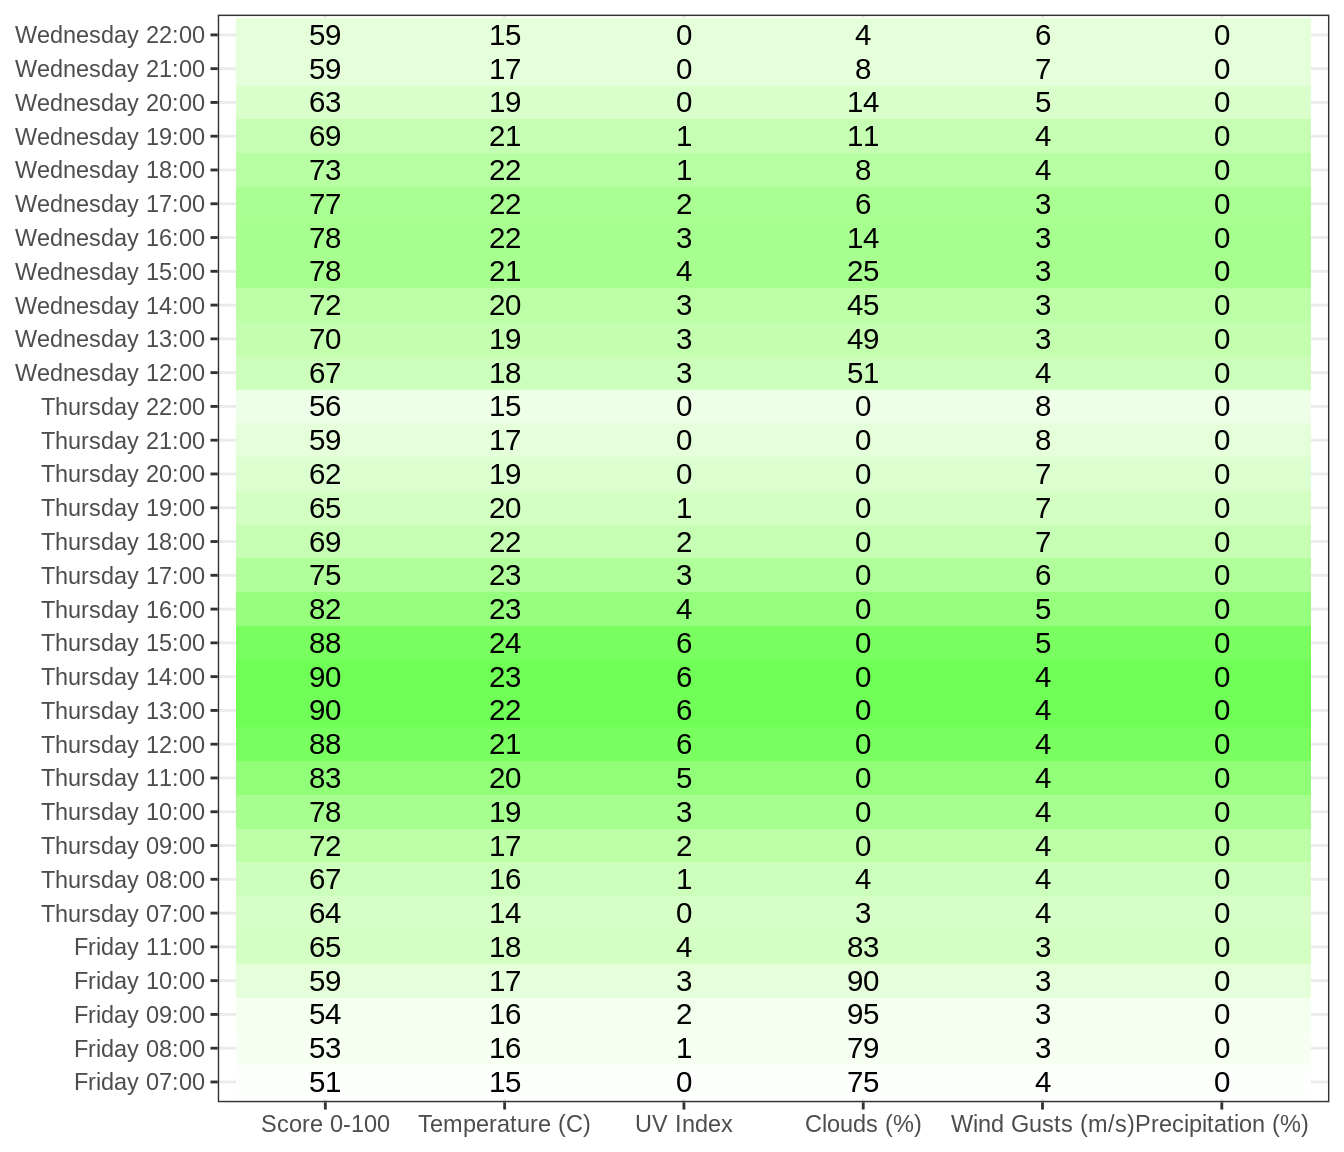 Wednesday 22:00 59 15 0 4 6 0
Wednesday 21:00 59 17 0 8 7 0
Wednesday 20:00 63 19 0 14 5 0
Wednesday 19:00 69 21 1 11 4 0
Wednesday 18:00 73 22 1 8 4 0
Wednesday 17:00 77 22 2 6 3 0
Wednesday 16:00 78 22 3 14 3 0
Wednesday 15:00 78 21 4 25 3 0
Wednesday 14:00 72 20 3 45 3 0
Wednesday 13:00 70 19 3 49 3 0
Wednesday 12:00 67 18 3 51 4 0
Thursday 22:00 56 15 0 0 8 0
Thursday 21:00 59 17 0 0 8 0
Thursday 20:00 62 19 0 0 7 0
Thursday 19:00 65 20 1 0 7 0
Thursday 18:00 69 22 2 0 7 0
Thursday 17:00 75 23 3 0 6 0
Thursday 16:00 82 23 4 0 5 0
Thursday 15:00 88 24 6 0 5 0
Thursday 14:00 90 23 6 0 4 0
Thursday 13:00 90 22 6 0 4 0
Thursday 12:00 88 21 6 0 4 0
Thursday 11:00 83 20 5 0 4 0
Thursday 10:00 78 19 3 0 4 0
Thursday 09:00 72 17 2 0 4 0
Thursday 08:00 67 16 1 4 4 0
Thursday 07:00 64 14 0 3 4 0
Friday 11:00 65 18 4 83 3 0
Friday 10:00 59 17 3 90 3 0
Friday 09:00 54 16 2 95 3 0
Friday 08:00 53 16 1 79 3 0
Friday 07:00 51 15 0 75 4 0
Score 0-100 Temperature (C) UV Index Clouds (%) Wind Gusts (m/s) Precipitation (%)